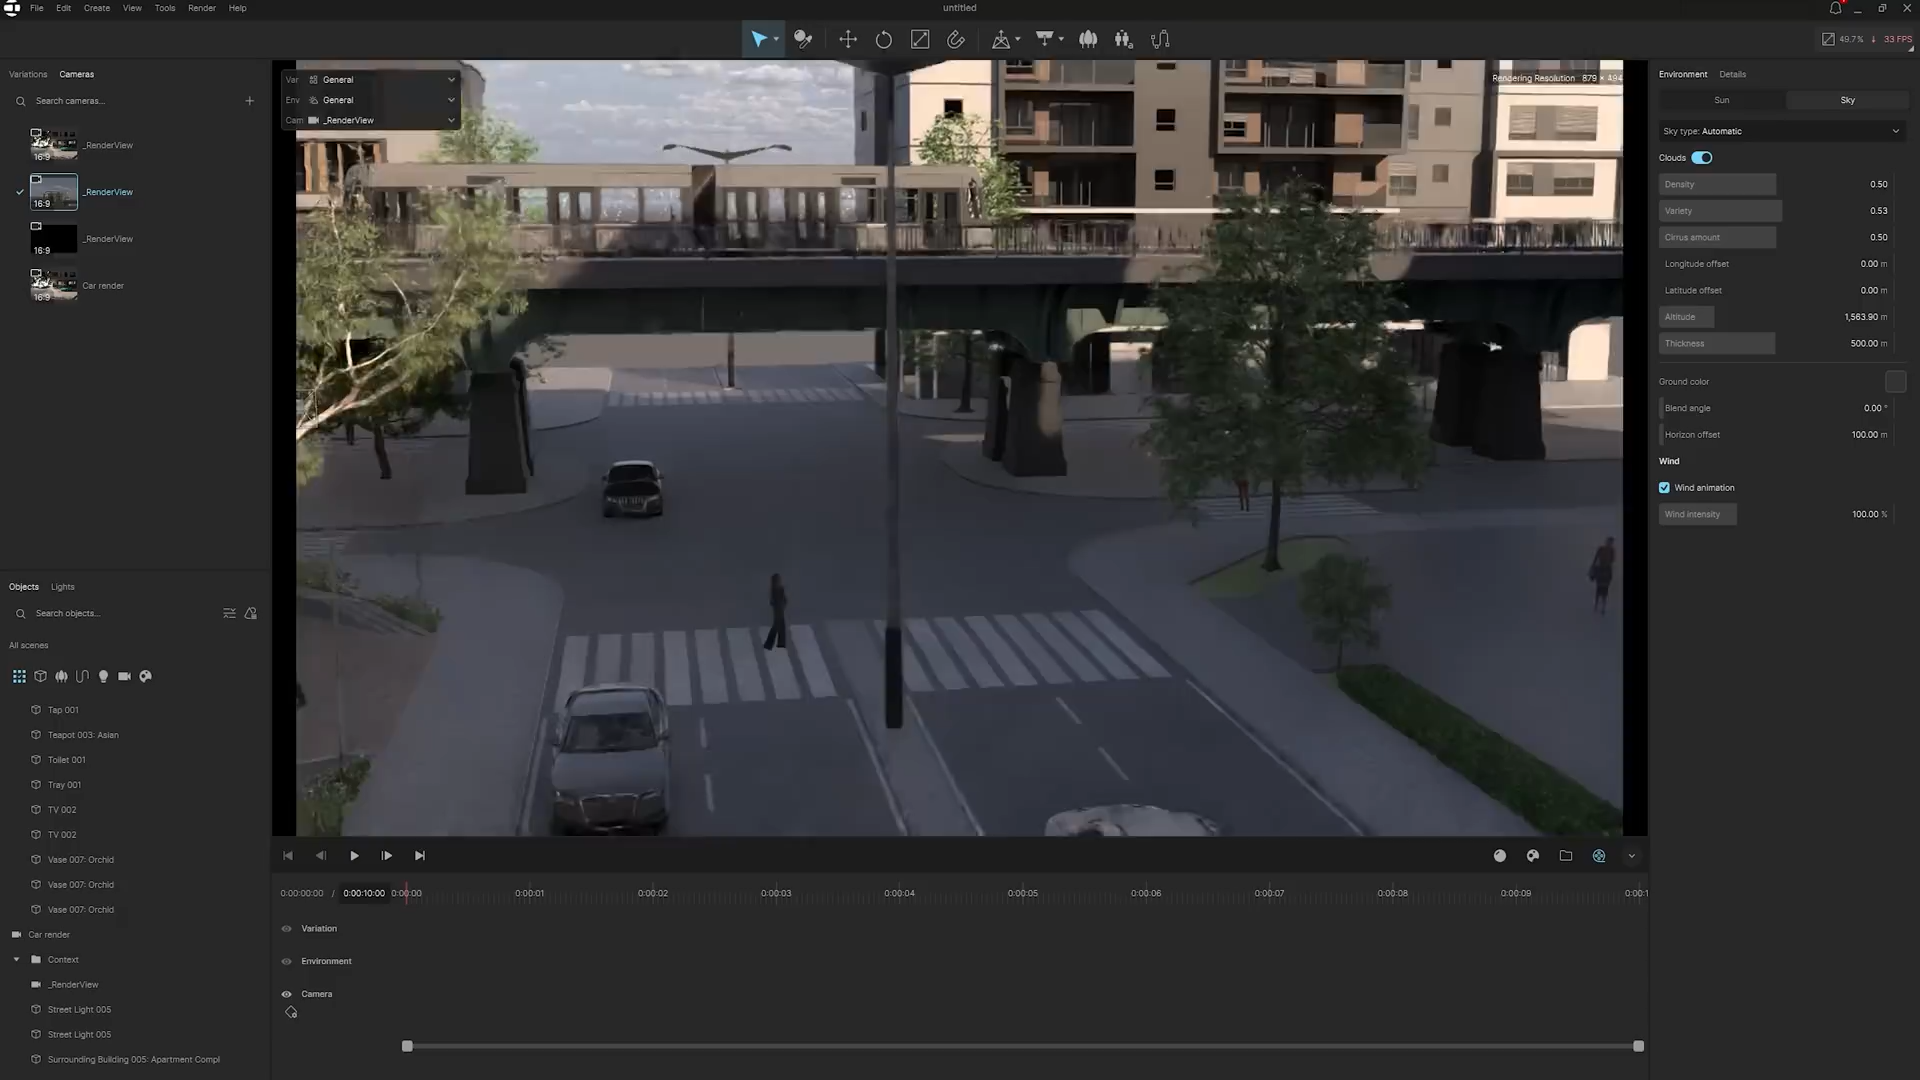 File Edit Create View Tools Render Help
untitled
49.7% ↓ 33 FPS
Variations Cameras
Search cameras...
16:9 _RenderView
16:9 _RenderView
16:9 _RenderView
16:9 Car render
Var General
Env General
Cam _RenderView
Rendering Resolution 879 × 494
Environment Details
Sun Sky
Sky type: Automatic
Clouds
Density 0.50
Variety 0.53
Cirrus amount 0.50
Longitude offset 0.00 m
Latitude offset 0.00 m
Altitude 1,563.90 m
Thickness 500.00 m
Ground color
Blend angle 0.00 °
Horizon offset 100.00 m
Wind
Wind animation
Wind intensity 100.00 %
Objects Lights
Search objects...
All scenes
Tap 001
Teapot 003: Asian
Toilet 001
Tray 001
TV 002
TV 002
Vase 007: Orchid
Vase 007: Orchid
Vase 007: Orchid
Car render
Context
_RenderView
Street Light 005
Street Light 005
Surrounding Building 005: Apartment Compl
0:00:00:00 / 0:00:10:00 0:00:00 0:00:01 0:00:02 0:00:03 0:00:04 0:00:05 0:00:06 0:00:07 0:00:08 0:00:09 0:00:1
Variation
Environment
Camera